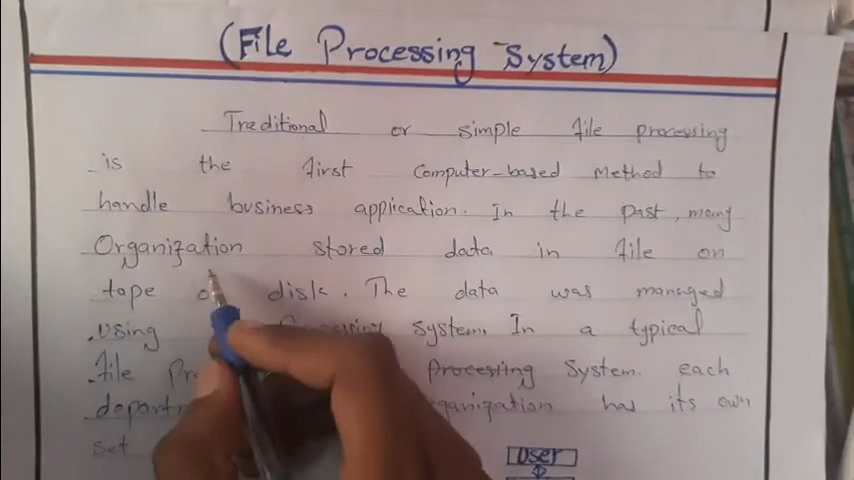 (File Processing System)
Traditional or simple file processing
is the first computer-based Method to
handle business application. In the past, many
Organization stored data in file on
tape disk. The data was managed
using Processing system. In a typical
file Processing System. each
organization has its own
set
User